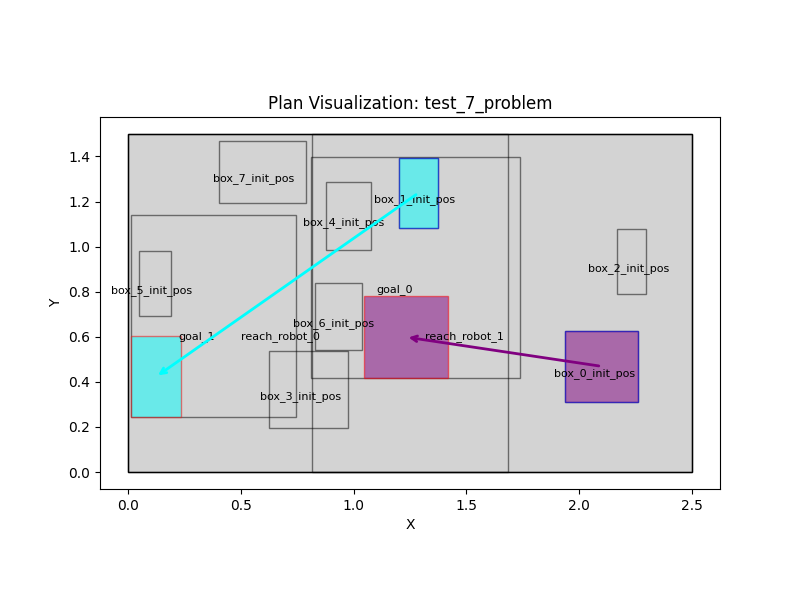 Plan Visualization: test_7_problem
Y
1.4
1.2
1.0
0.8
0.6
0.4
0.2
0.0
box_7_init_pos
box_1_init_pos
box_4_init_pos
box_2_init_pos
box_5_init_pos
goal_0
box_6_init_pos
goal_1
reach_robot_0
reach_robot_1
box_0_init_pos
box_3_init_pos
0.0
0.5
1.0
1.5
2.0
2.5
X